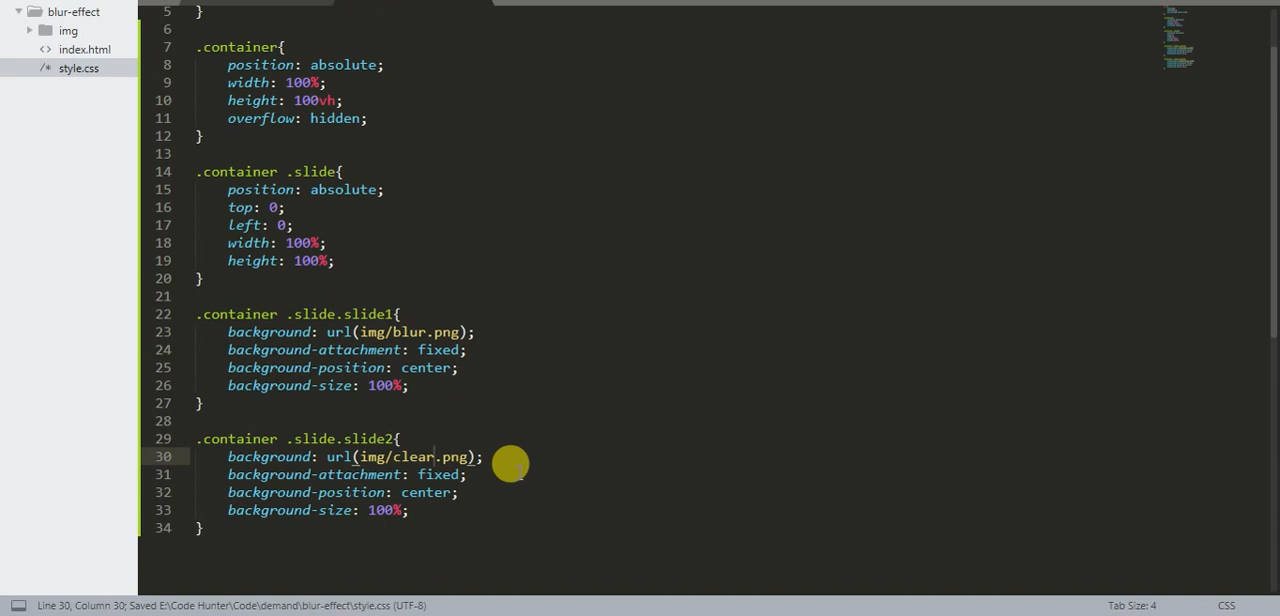 blur-effect
img
<> index.html
/* style.css
5 }
6
7 .container{
8 position: absolute;
9 width: 100%;
10 height: 100vh;
11 overflow: hidden;
12 }
13
14 .container .slide{
15 position: absolute;
16 top: 0;
17 left: 0;
18 width: 100%;
19 height: 100%;
20 }
21
22 .container .slide.slide1{
23 background: url(img/blur.png);
24 background-attachment: fixed;
25 background-position: center;
26 background-size: 100%;
27 }
28
29 .container .slide.slide2{
30 background: url(img/clear.png);
31 background-attachment: fixed;
32 background-position: center;
33 background-size: 100%;
34 }
Line 30, Column 30; Saved E:\Code Hunter\Code\demand\blur-effect\style.css (UTF-8) Tab Size: 4 CSS